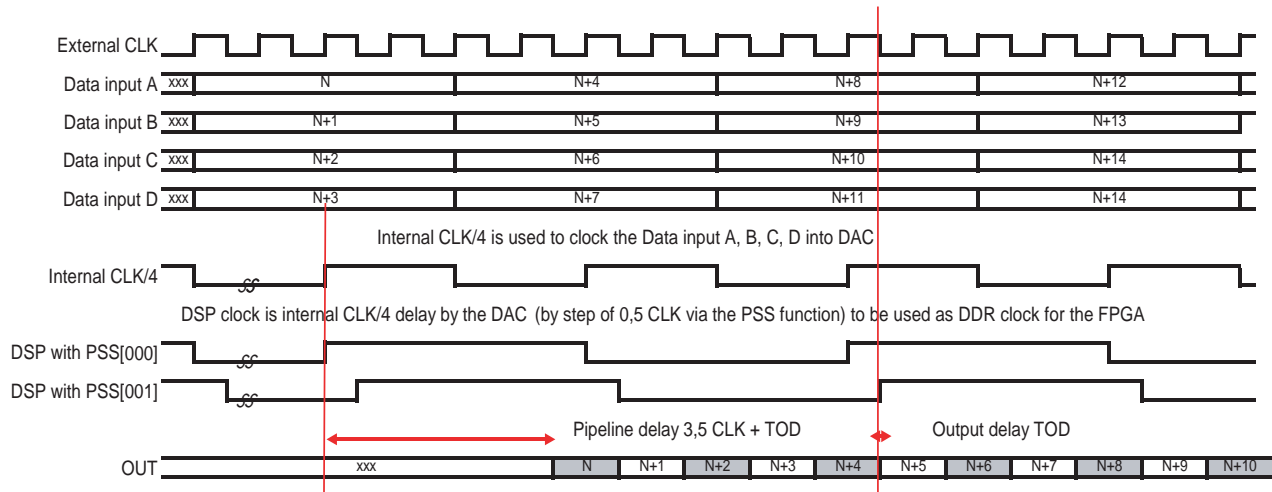 External CLK
Data input A xxx N N+4 N+8 N+12
Data input B xxx N+1 N+5 N+9 N+13
Data input C xxx N+2 N+6 N+10 N+14
Data input D xxx N+3 N+7 N+11 N+14
Internal CLK/4 is used to clock the Data input A, B, C, D into DAC
Internal CLK/4
DSP clock is internal CLK/4 delay by the DAC (by step of 0,5 CLK via the PSS function) to be used as DDR clock for the FPGA
DSP with PSS[000]
DSP with PSS[001]
Pipeline delay 3,5 CLK + TOD Output delay TOD
OUT xxx N N+1 N+2 N+3 N+4 N+5 N+6 N+7 N+8 N+9 N+10